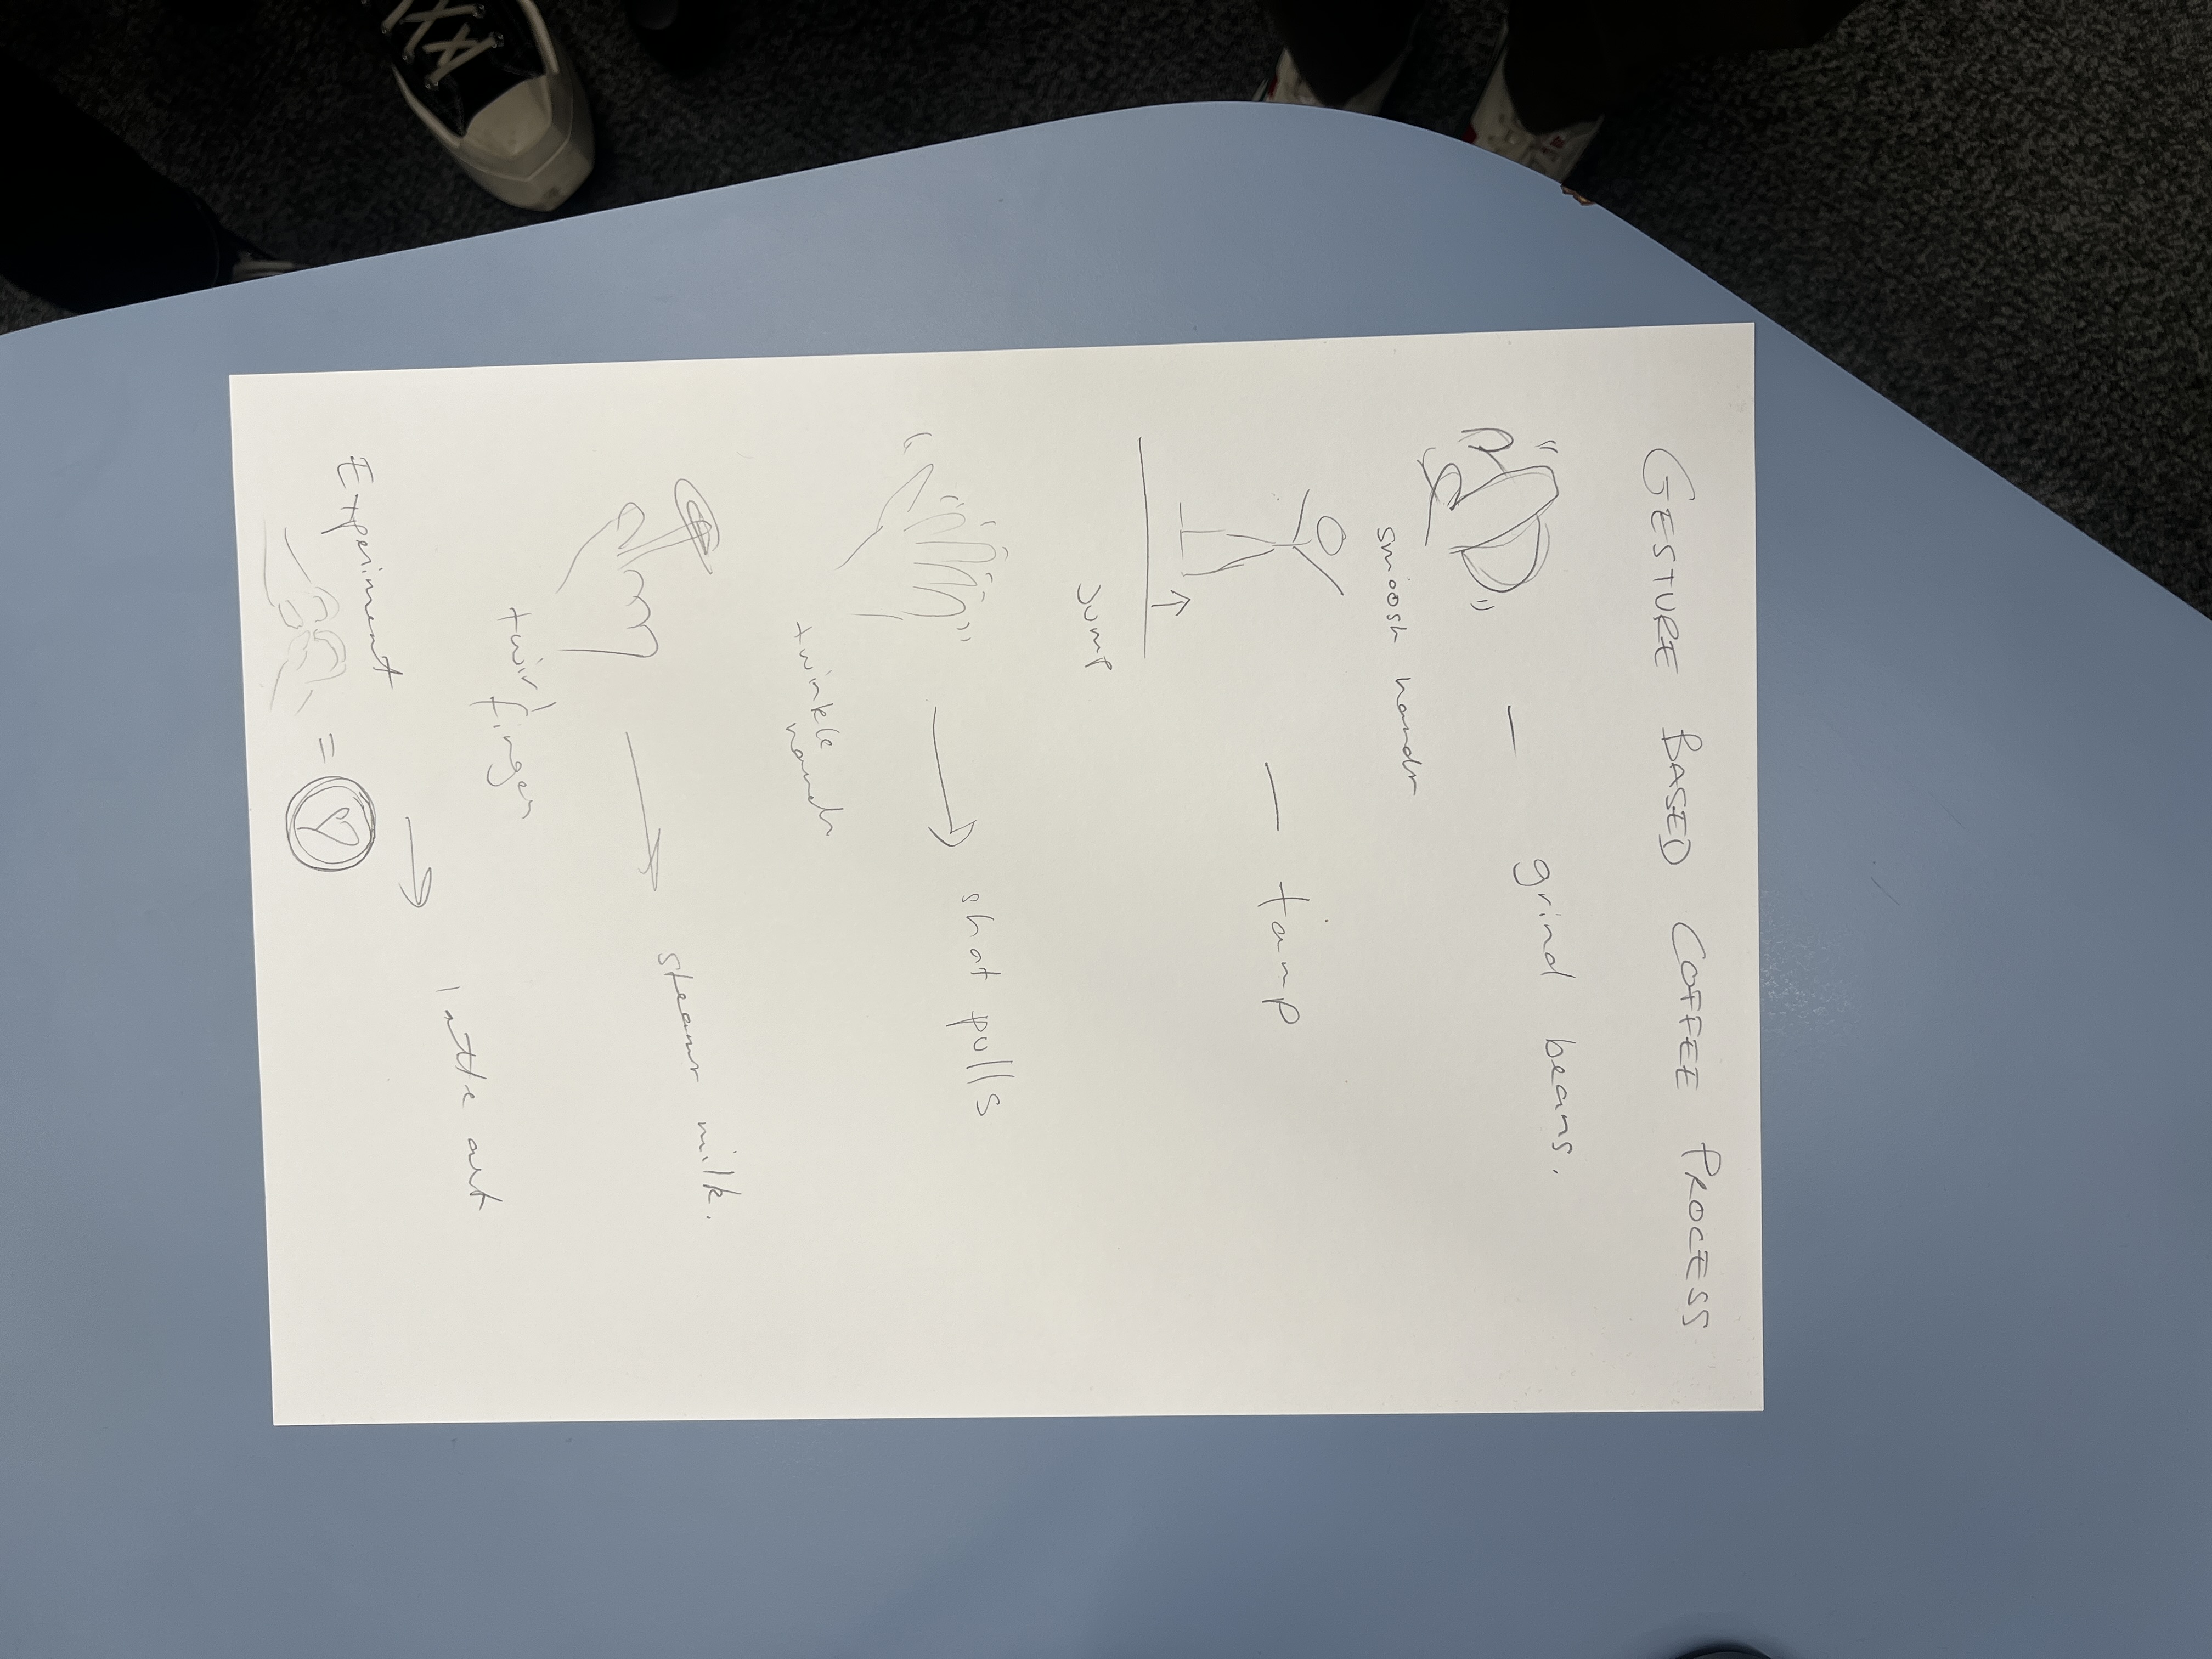 GESTURE BASED COFFEE PROCESS
grind beans.
smoosh hands
tamp
Jump
shot pulls
twinkle
hands
steam milk.
twirl
finger
latte art
Experiment
=